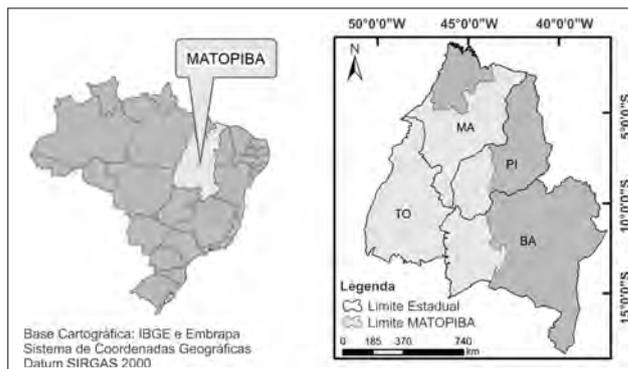 MATOPIBA
Base Cartográfica: IBGE e Embrapa
Sistema de Coordenadas Geográficas
Datum SIRGAS 2000
50°0'0"W 45°0'0"W 40°0'0"W
N
MA
PI
TO
BA
5°0'0"S
10°0'0"S
15°0'0"S
Legenda
Limite Estadual
Limite MATOPIBA
0 185 370 740
km